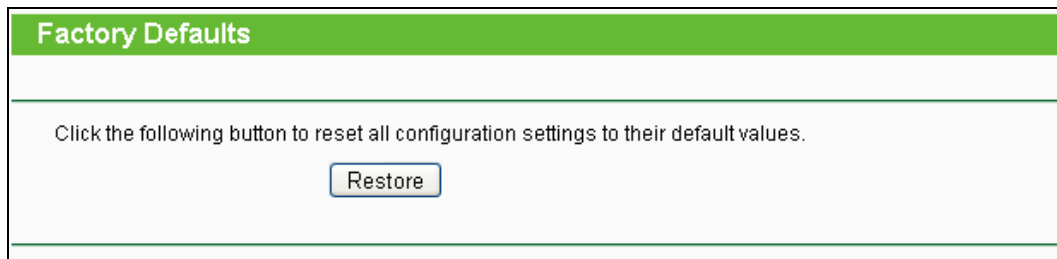 Factory Defaults
Click the following button to reset all configuration settings to their default values.
Restore